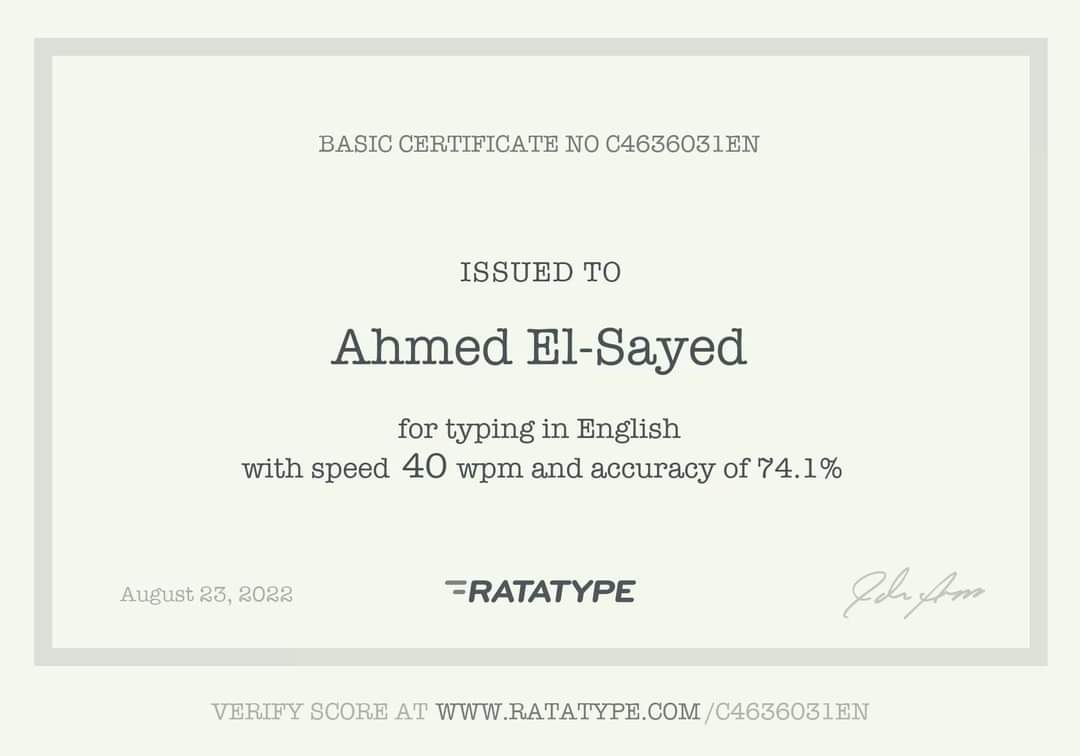 BASIC CERTIFICATE NO C4636031EN
ISSUED TO
Ahmed El-Sayed
for typing in English
with speed 40 wpm and accuracy of 74.1%
August 23, 2022
RATATYPE
VERIFY SCORE AT WWW.RATATYPE.COM/C4636031EN